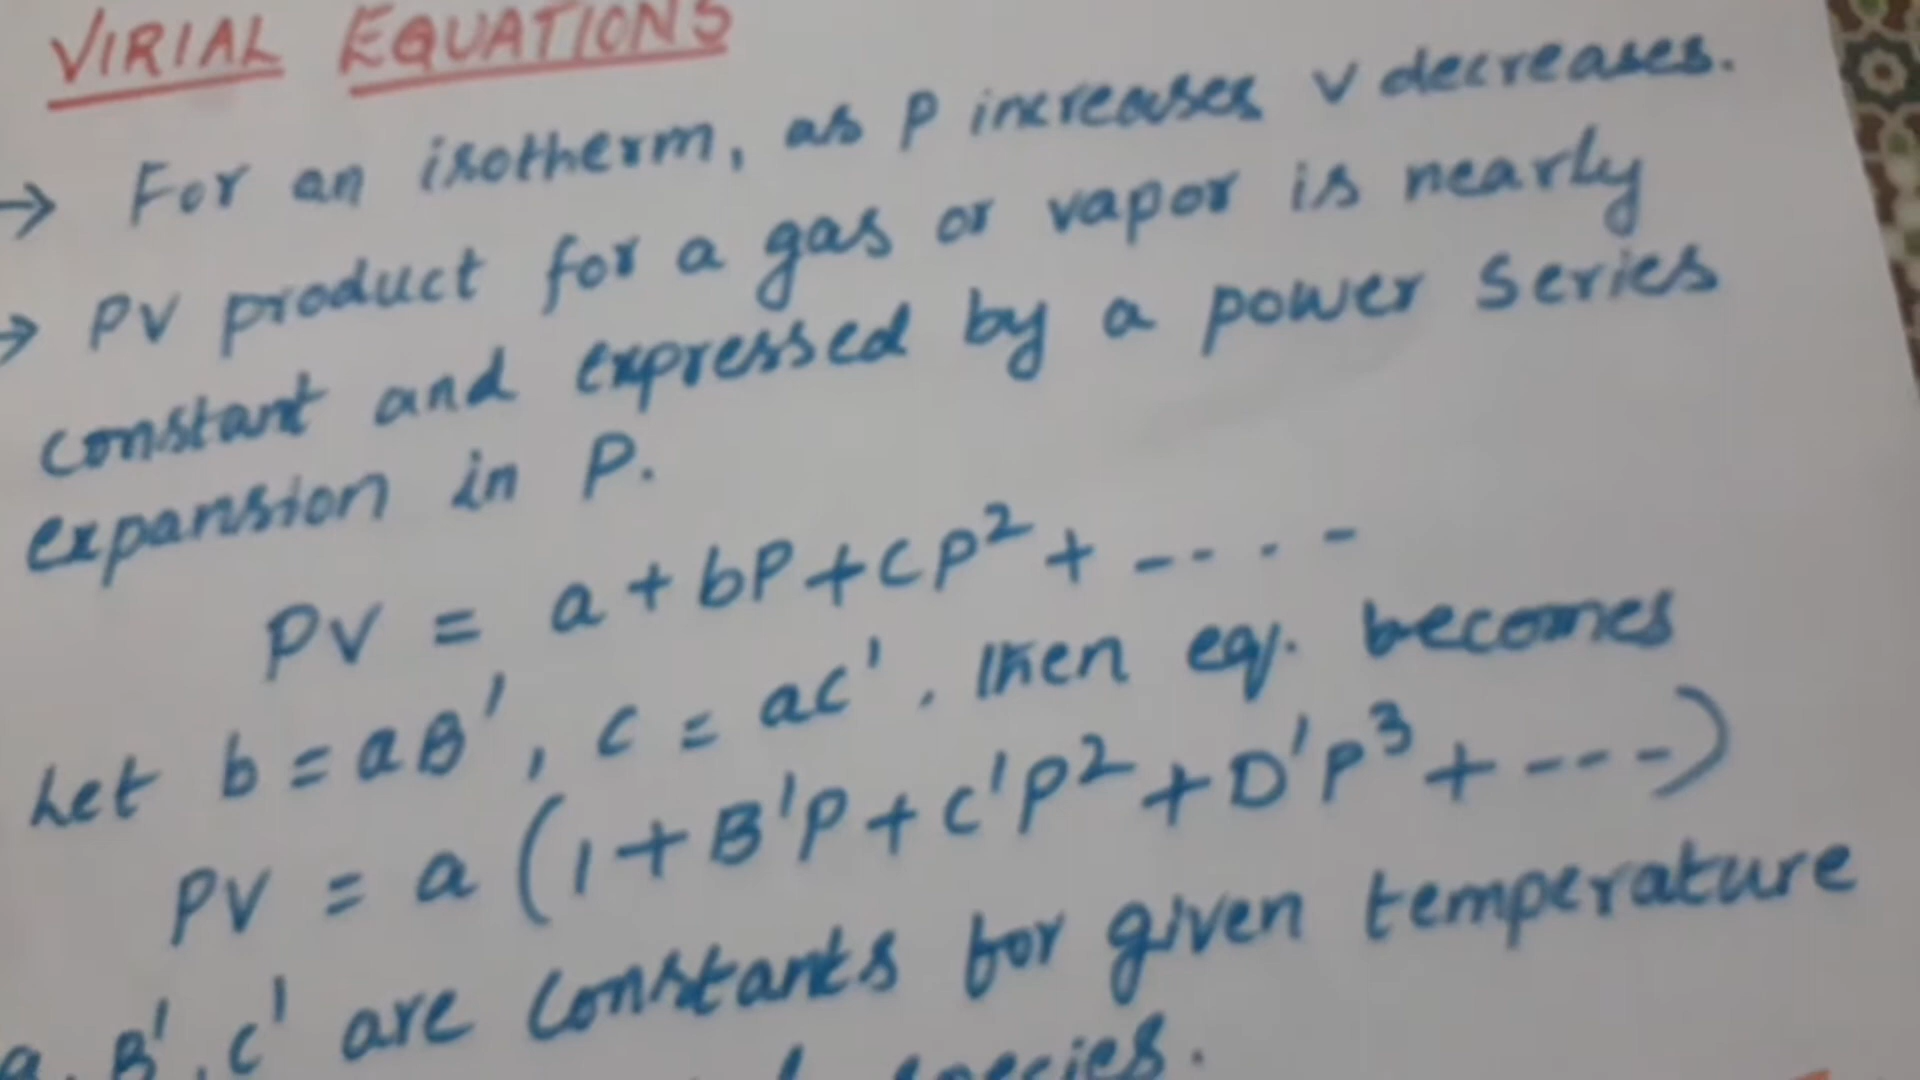 VIRIAL EQUATIONS
→ For an isotherm, as P increases V decreases.
→ PV product for a gas or vapor is nearly
constant and expressed by a power series
expansion in P.
PV = a + bP + CP² + - - - -
Let b = aB', c = ac'. then eq. becomes
PV = a (1 + B'P + C'P² + D'P³ + - - - -)
a, B', C' are constants for given temperature
species.